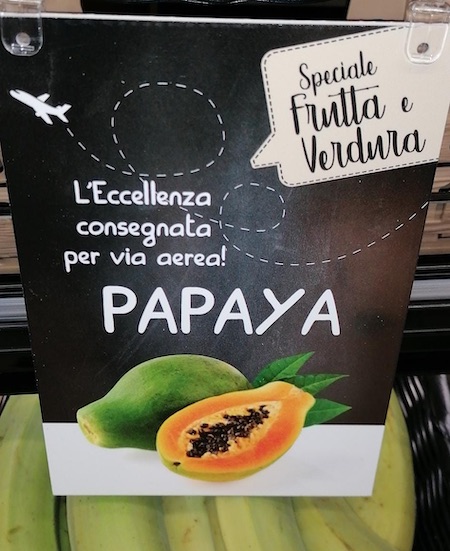 Speciale
Frutta e
Verdura
L'Eccellenza
consegnata
per via aerea!
PAPAYA